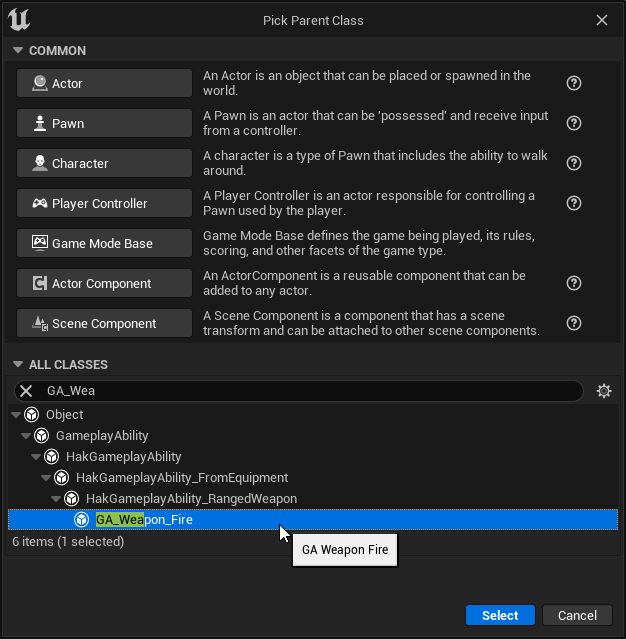 Pick Parent Class
COMMON
Actor
An Actor is an object that can be placed or spawned in the
world.
Pawn
A Pawn is an actor that can be 'possessed' and receive input
from a controller.
Character
A character is a type of Pawn that includes the ability to walk
around.
Player Controller
A Player Controller is an actor responsible for controlling a
Pawn used by the player.
Game Mode Base
Game Mode Base defines the game being played, its rules,
scoring, and other facets of the game type.
Actor Component
An ActorComponent is a reusable component that can be
added to any actor.
Scene Component
A Scene Component is a component that has a scene
transform and can be attached to other scene components.
ALL CLASSES
GA_Wea
Object
GameplayAbility
HakGameplayAbility
HakGameplayAbility_FromEquipment
HakGameplayAbility_RangedWeapon
GA_Weapon_Fire
6 items (1 selected)
GA Weapon Fire
Select
Cancel